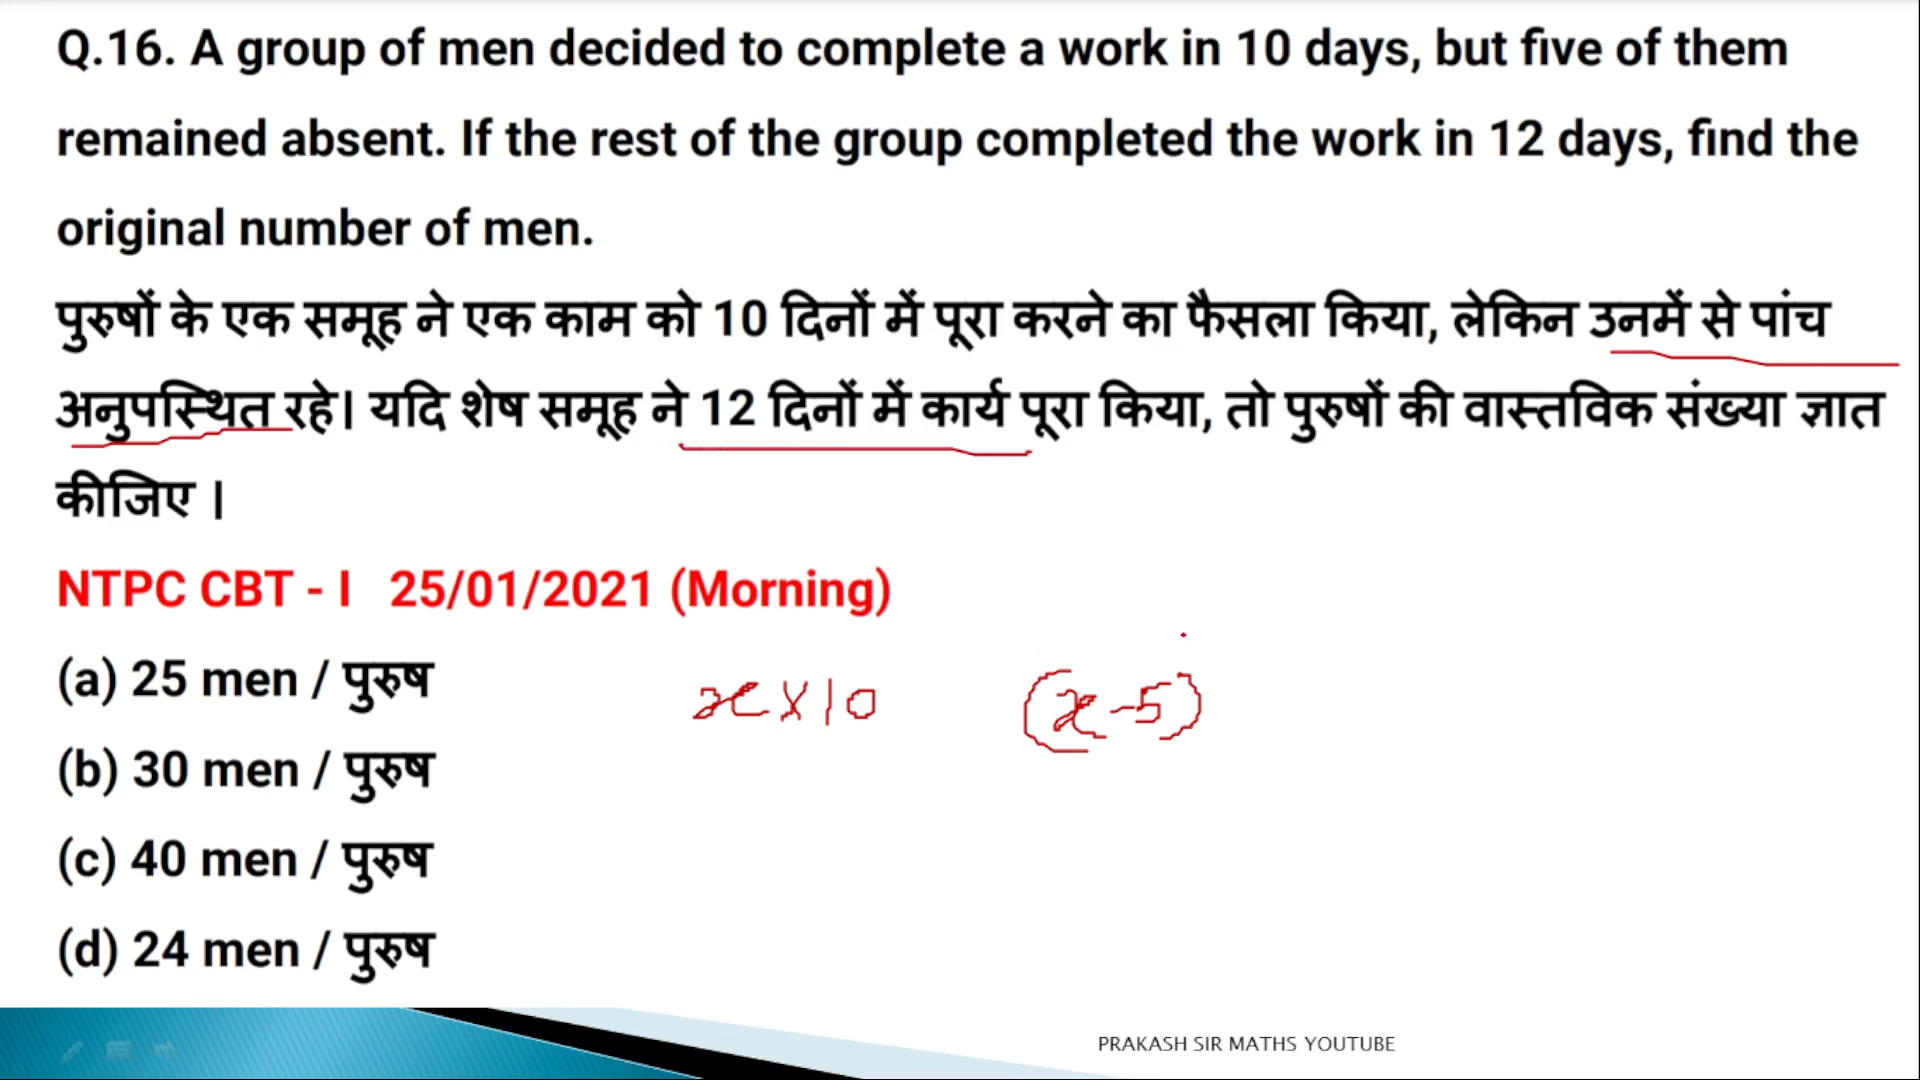 Q.16. A group of men decided to complete a work in 10 days, but five of them
remained absent. If the rest of the group completed the work in 12 days, find the
original number of men.
पुरुषों के एक समूह ने एक काम को 10 दिनों में पूरा करने का फैसला किया, लेकिन उनमें से पांच
अनुपस्थित रहे। यदि शेष समूह ने 12 दिनों में कार्य पूरा किया, तो पुरुषों की वास्तविक संख्या ज्ञात
कीजिए ।
NTPC CBT - I 25/01/2021 (Morning)
(a) 25 men / पुरुष
x×10 (x-5)
(b) 30 men / पुरुष
(c) 40 men / पुरुष
(d) 24 men / पुरुष
PRAKASH SIR MATHS YOUTUBE